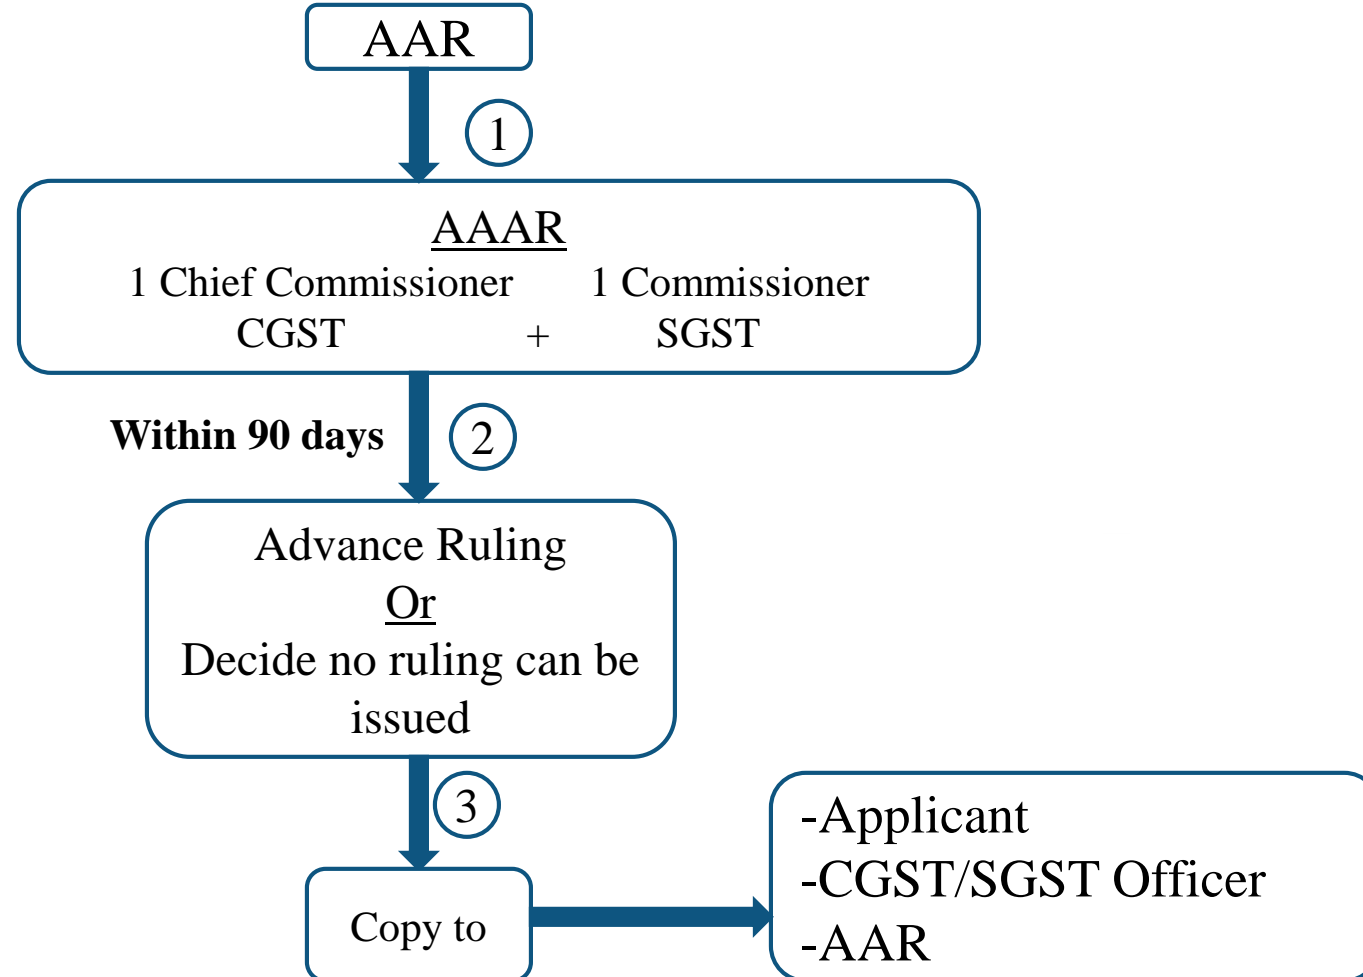 AAR
1
AAAR
1 Chief Commissioner 1 Commissioner
CGST + SGST
Within 90 days
2
Advance Ruling
Or
Decide no ruling can be
issued
3
Copy to
-Applicant
-CGST/SGST Officer
-AAR